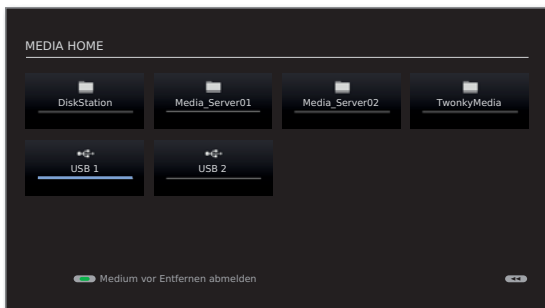 MEDIA HOME
DiskStation Media_Server01 Media_Server02 TwonkyMedia
USB 1 USB 2
Medium vor Entfernen abmelden